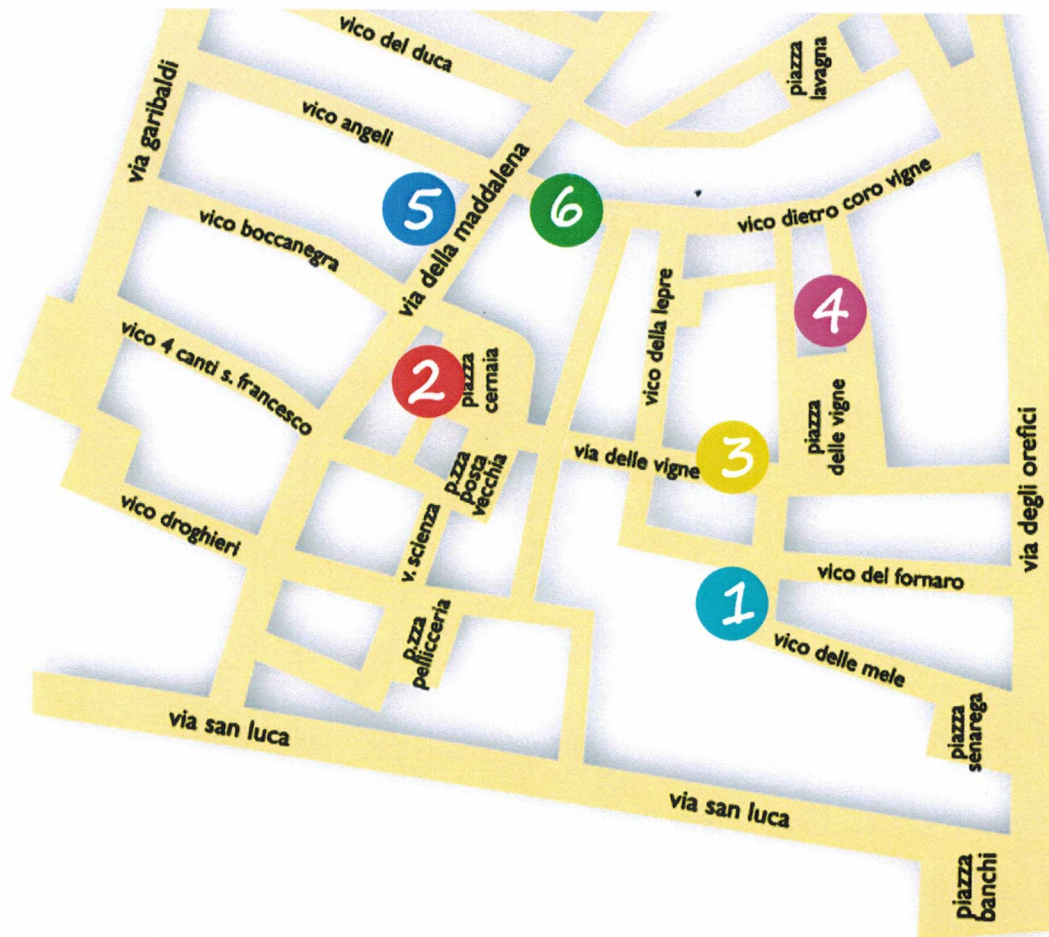 vico del duca
piazza
lavagna
via garibaldi
vico angeli
via della maddalena
5
6
vico dietro coro vigne
vico boccanegra
4
vico della lepre
vico 4 canti s. francesco
2
piazza
cernaia
piazza
delle vigne
via degli orefici
via delle vigne
3
p.zza
posta
vecchia
vico droghieri
v. scienza
vico del fornaro
1
p.zza
pellicceria
vico delle mele
piazza
senarega
via san luca
via san luca
piazza
banchi